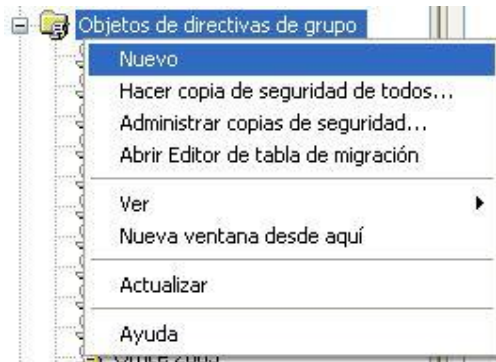 Objetos de directivas de grupo
Nuevo
Hacer copia de seguridad de todos...
Administrar copias de seguridad...
Abrir Editor de tabla de migración
Ver
Nueva ventana desde aquí
Actualizar
Ayuda